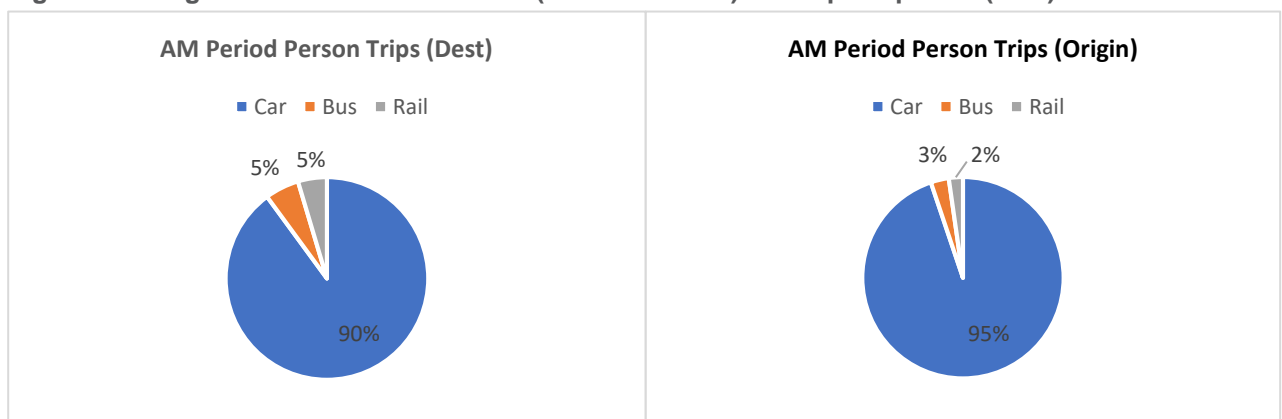 AM Period Person Trips (Dest)
Car Bus Rail
5%
5%
90%
AM Period Person Trips (Origin)
Car Bus Rail
3%
2%
95%